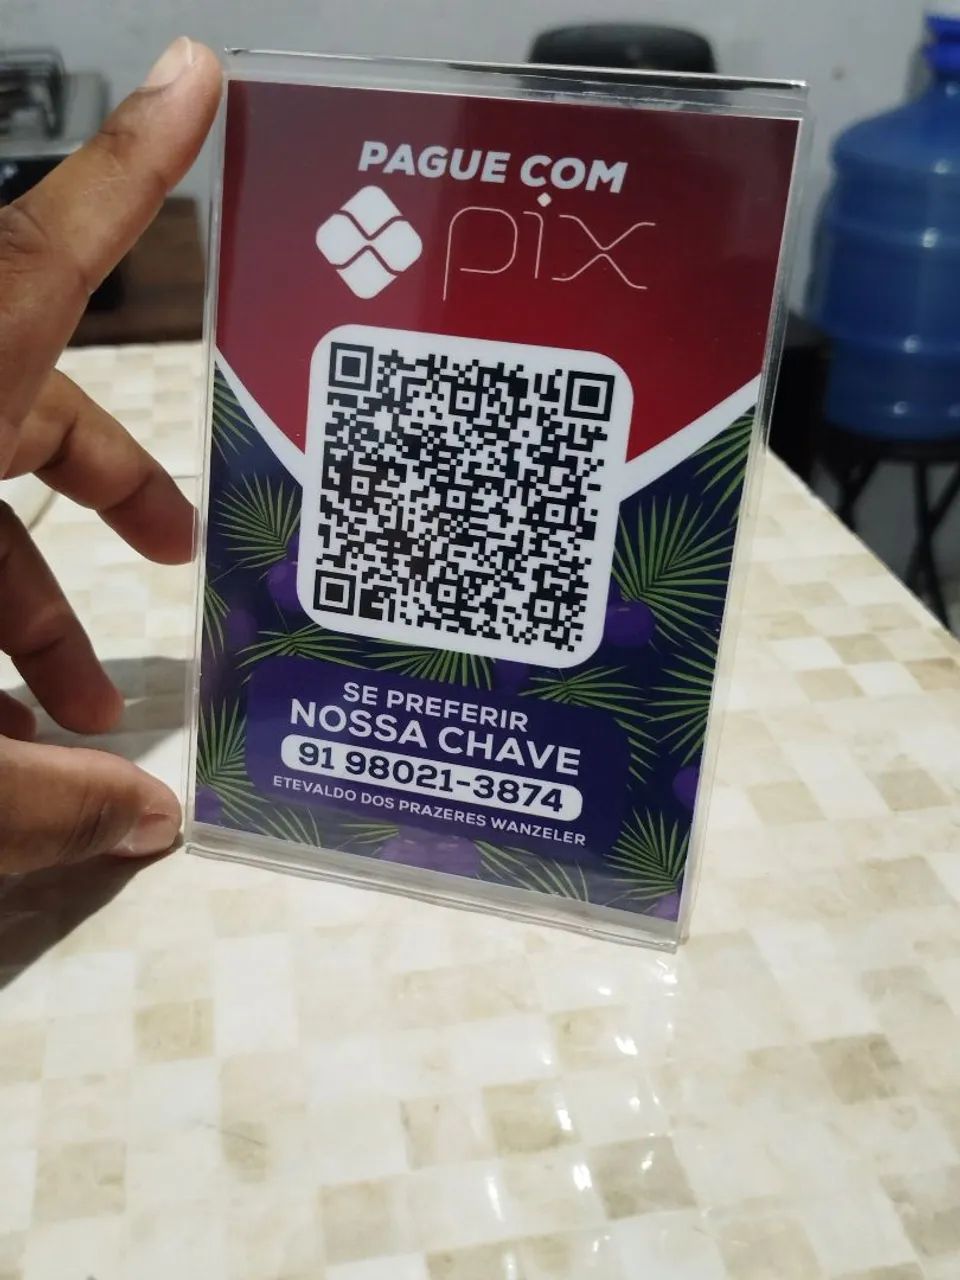 PAGUE COM
pix
SE PREFERIR
NOSSA CHAVE
91 98021-3874
ETEVALDO DOS PRAZERES WANZELER